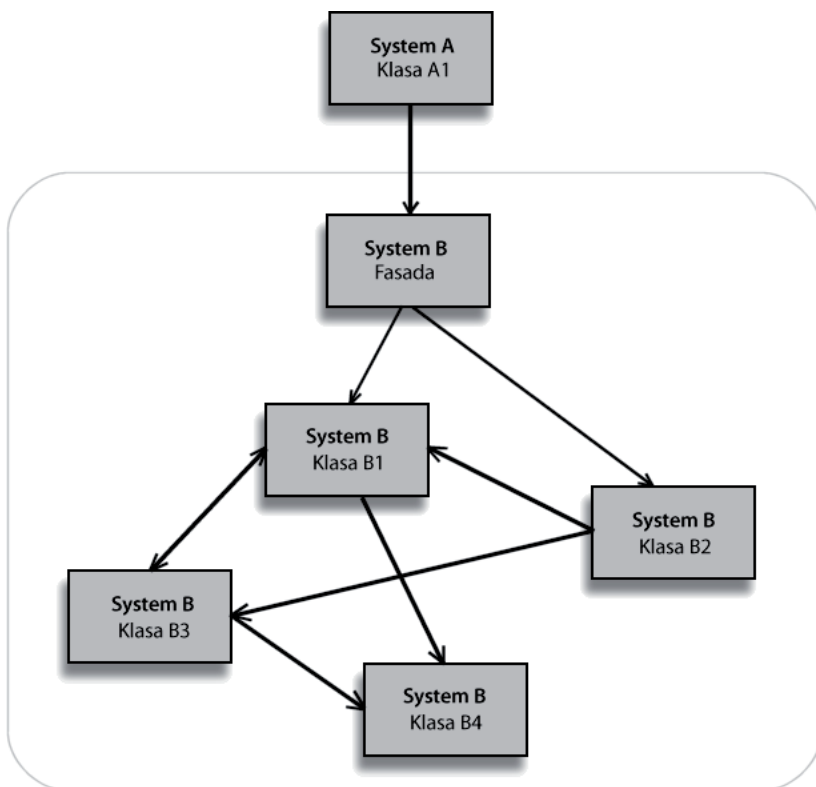 System A
Klasa A1
System B
Fasada
System B
Klasa B1
System B
Klasa B2
System B
Klasa B3
System B
Klasa B4